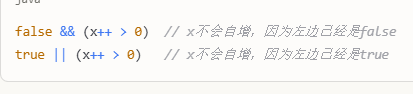 java
false && (x++ > 0)  // x不会自增，因为左边已经是false
true || (x++ > 0)   // x不会自增，因为左边已经是true